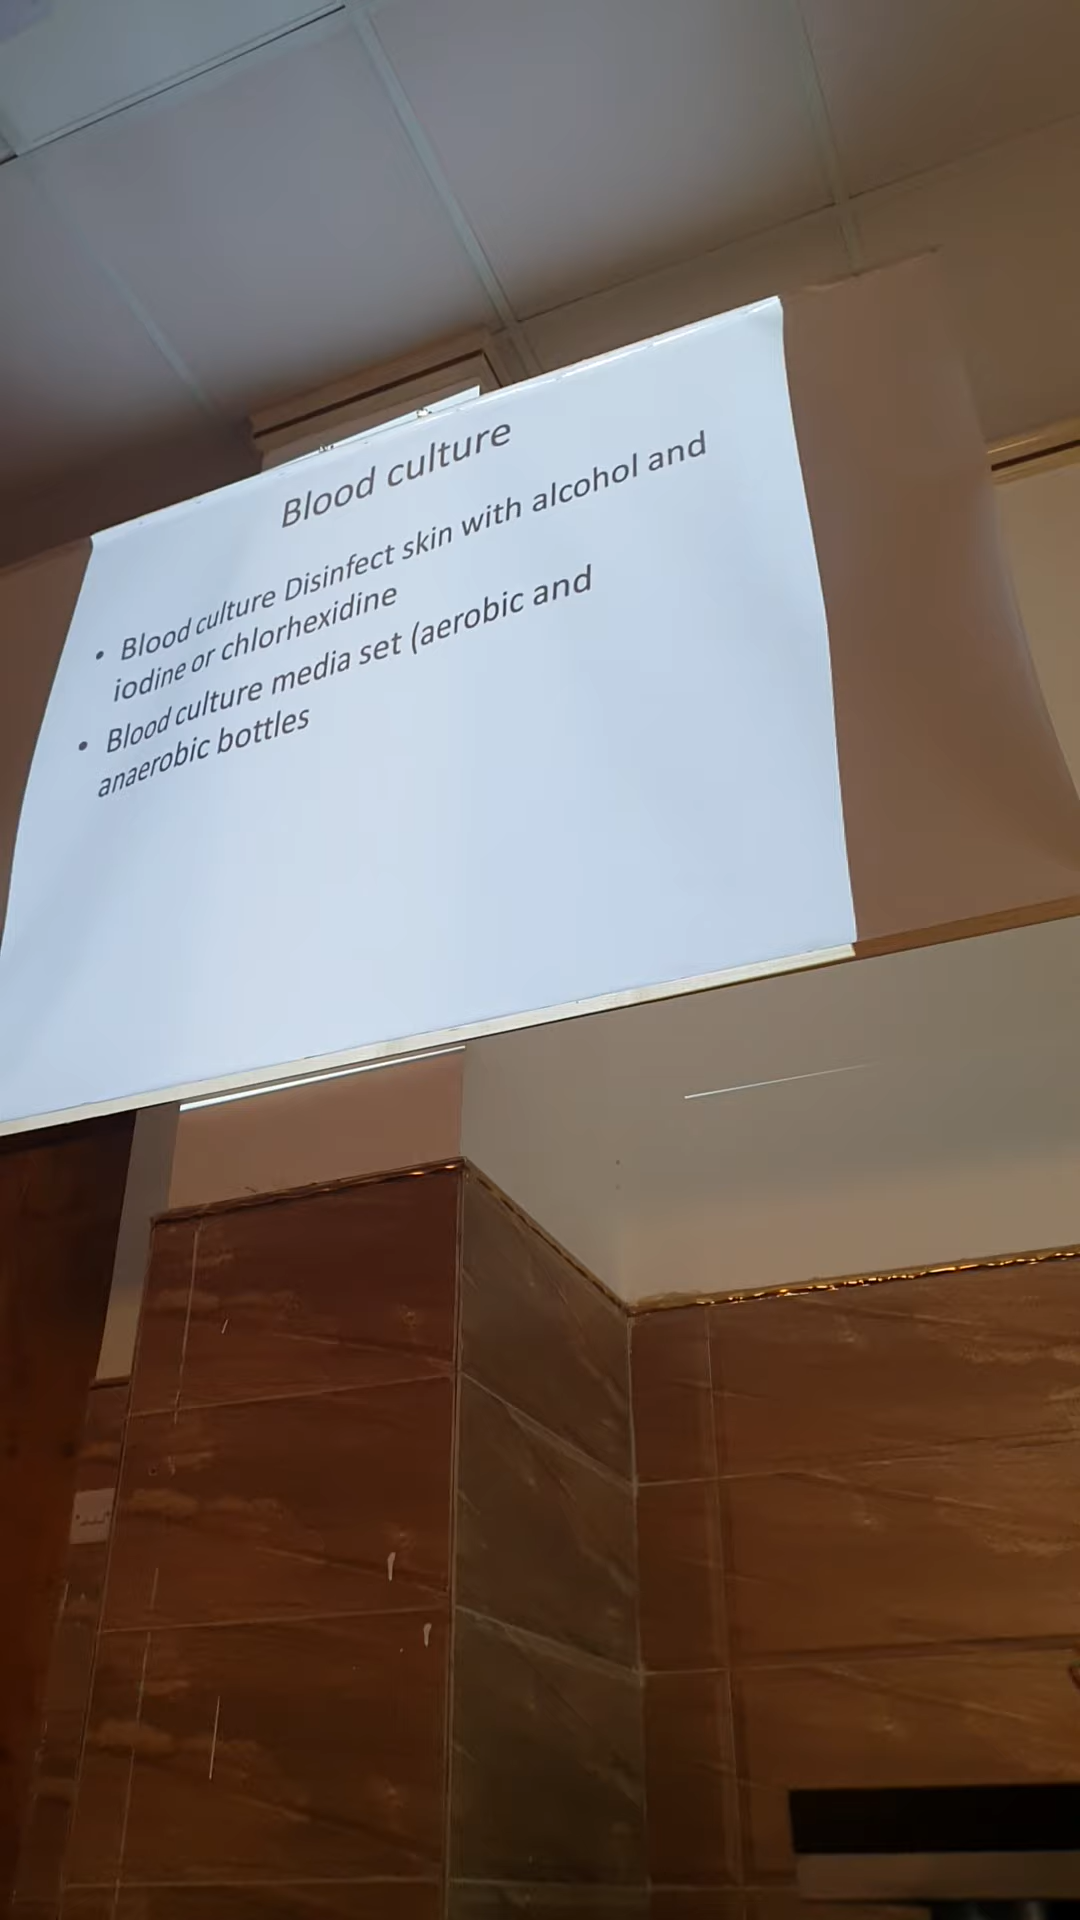 Blood culture
• Blood culture Disinfect skin with alcohol and
iodine or chlorhexidine
• Blood culture media set (aerobic and
anaerobic bottles